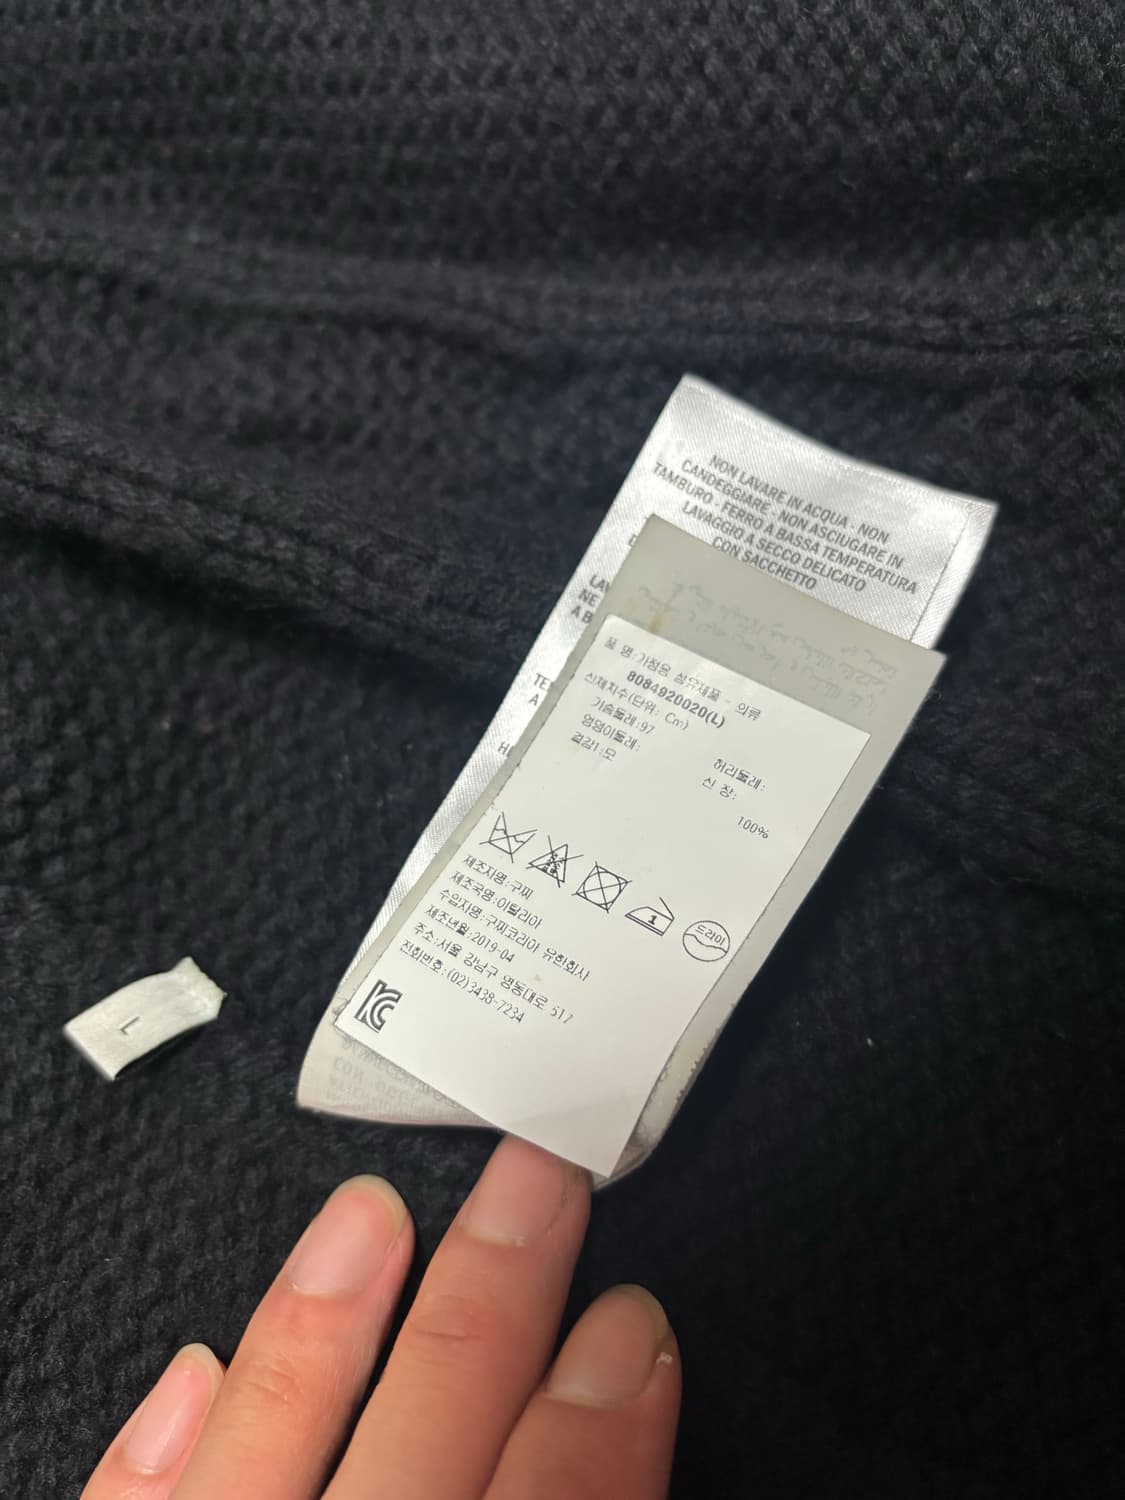 NON LAVARE IN ACQUA - NON
CANDEGGIARE - NON ASCIUGARE IN
TAMBURO - FERRO A BASSA TEMPERATURA
LAVAGGIO A SECCO DELICATO
CON SACCHETTO
품 명:가정용 섬유제품 - 의류
8084920020(L)
신체치수(단위: Cm)
가슴둘레:97
허리둘레:
엉덩이둘레:
신 장:
겉감1:모
100%
1
드라이
제조자명:구찌
제조국명:이탈리아
수입자명:구찌코리아 유한회사
제조년월:2019-04
주소:서울 강남구 영동대로 517
전화번호:(02)3438-7234
KC
L